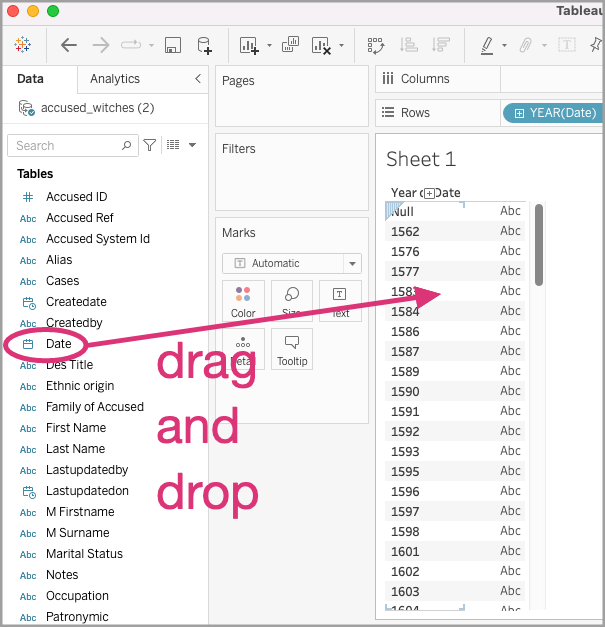 Tableau
Data
Analytics
accused_witches (2)
Search
Tables
Accused ID
Abc Accused Ref
Abc Accused System Id
Abc Alias
Abc Cases
Createdate
Abc Createdby
Date
Abc Des Title
Abc Ethnic origin
Abc Family of Accused
Abc First Name
Abc Last Name
Abc Lastupdatedby
Lastupdatedon
Abc M Firstname
Abc M Surname
Abc Marital Status
Abc Notes
Abc Occupation
Abc Patronymic
Pages
Filters
Marks
T Automatic
Color
Size
T Text
Detail
Tooltip
drag
and
drop
Columns
Rows
YEAR(Date)
Sheet 1
Year of Date
Null Abc
1562 Abc
1576 Abc
1577 Abc
1583 Abc
1584 Abc
1586 Abc
1587 Abc
1589 Abc
1590 Abc
1591 Abc
1592 Abc
1593 Abc
1595 Abc
1596 Abc
1597 Abc
1598 Abc
1601 Abc
1602 Abc
1603 Abc
1604 Abc